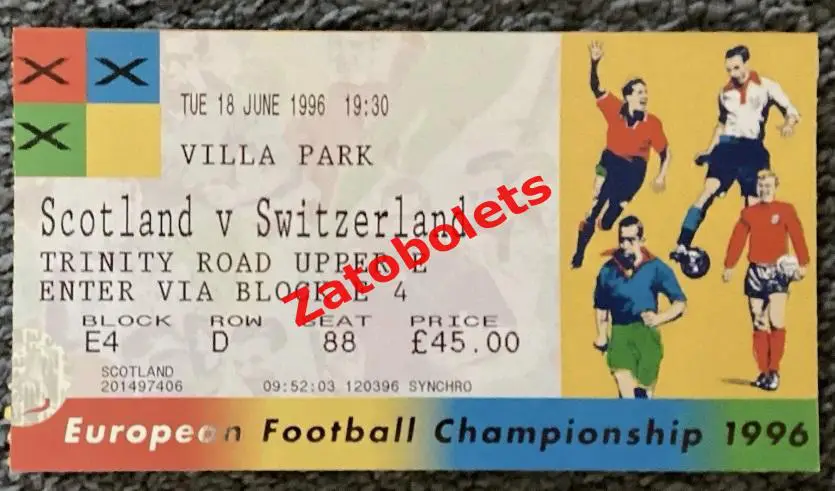 TUE 18 JUNE 1996 19:30
VILLA PARK
Scotland v Switzerland
TRINITY ROAD UPPER E
ENTER VIA BLOCK E 4
BLOCK ROW SEAT PRICE
E4 D 88 £45.00
SCOTLAND
201497406 09:52:03 120396 SYNCHRO
European Football Championship 1996
Zatobolets